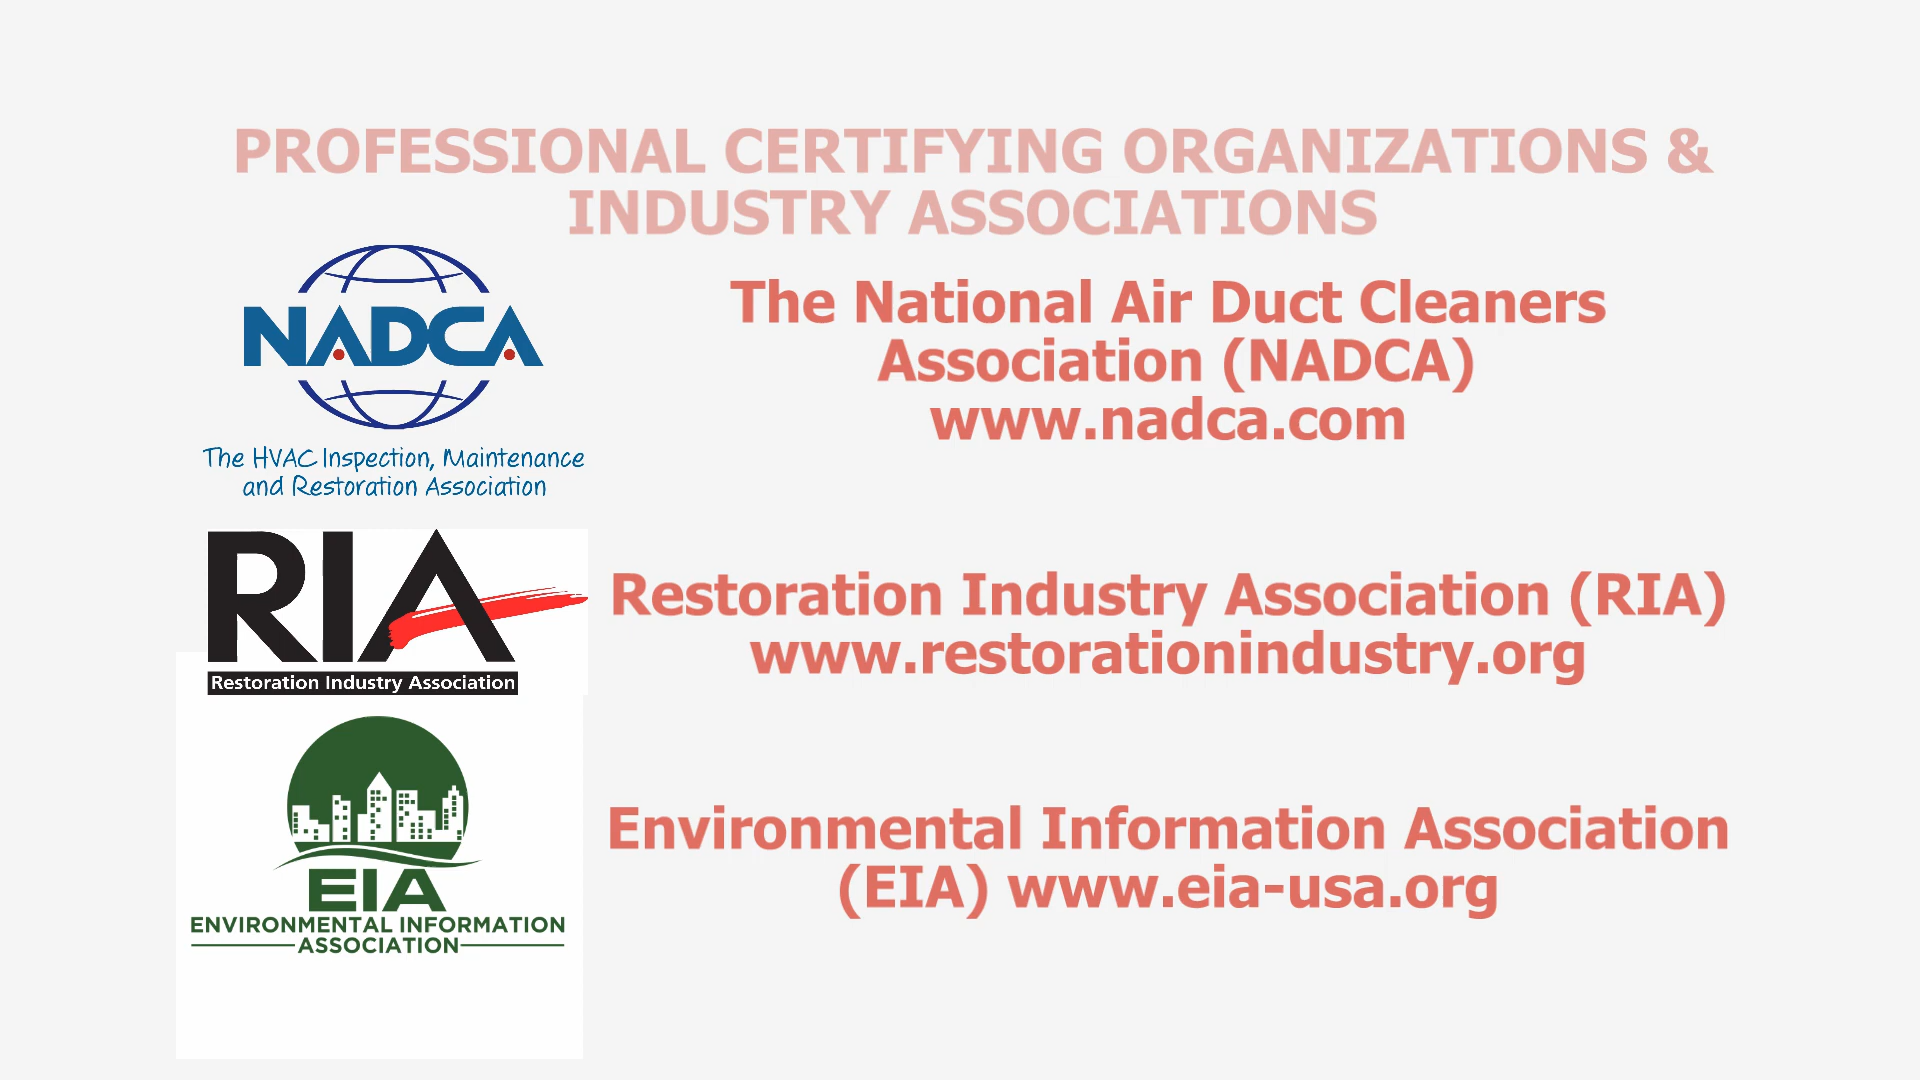 PROFESSIONAL CERTIFYING ORGANIZATIONS &
INDUSTRY ASSOCIATIONS
NADCA
The HVAC Inspection, Maintenance
and Restoration Association
The National Air Duct Cleaners
Association (NADCA)
www.nadca.com
RIA
Restoration Industry Association
Restoration Industry Association (RIA)
www.restorationindustry.org
EIA
ENVIRONMENTAL INFORMATION
ASSOCIATION
Environmental Information Association
(EIA) www.eia-usa.org